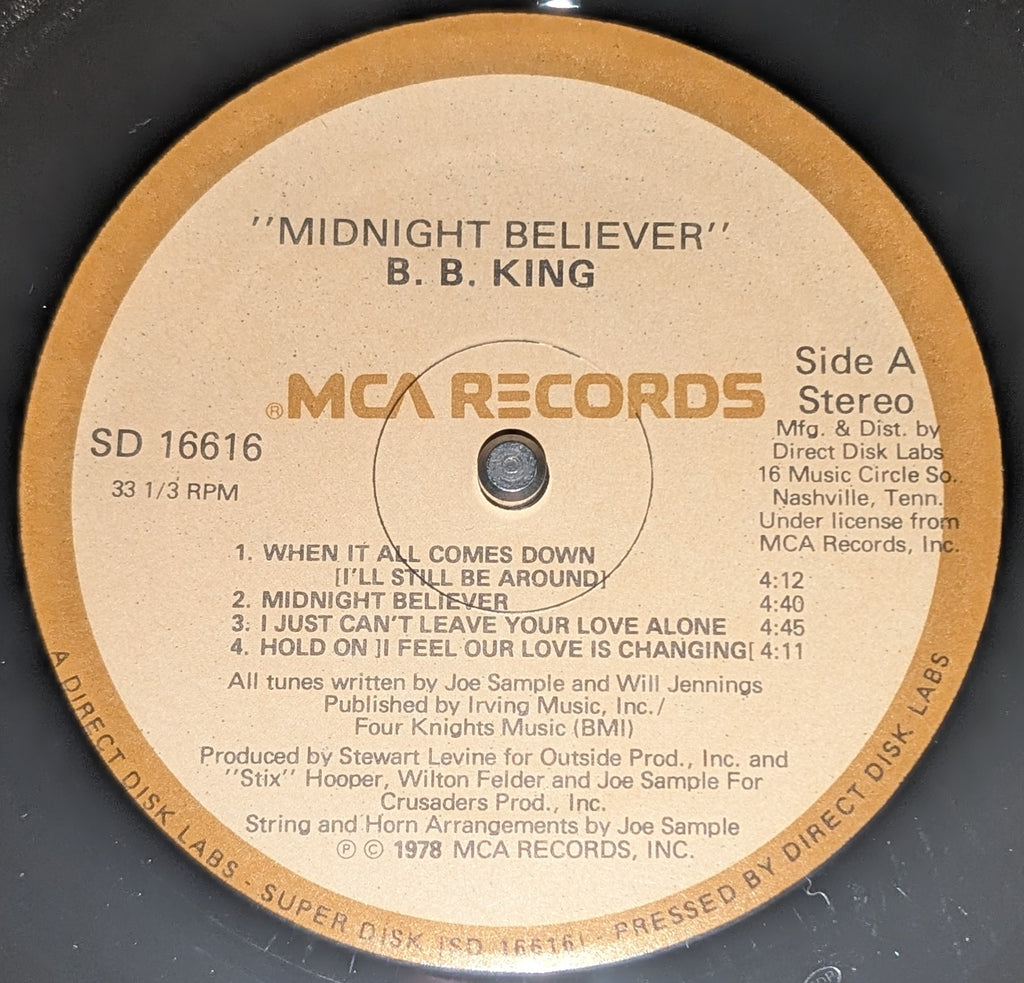 "MIDNIGHT BELIEVER"
B. B. KING
® MCA RECORDS
Side A
Stereo
Mfg. & Dist. by
Direct Disk Labs
16 Music Circle So.
Nashville, Tenn.
Under license from
MCA Records, Inc.
SD 16616
33 1/3 RPM
1. WHEN IT ALL COMES DOWN
[I'LL STILL BE AROUND] 4:12
2. MIDNIGHT BELIEVER 4:40
3. I JUST CAN'T LEAVE YOUR LOVE ALONE 4:45
4. HOLD ON ]I FEEL OUR LOVE IS CHANGING[ 4:11
All tunes written by Joe Sample and Will Jennings
Published by Irving Music, Inc./
Four Knights Music (BMI)
Produced by Stewart Levine for Outside Prod., Inc. and
"Stix" Hooper, Wilton Felder and Joe Sample For
Crusaders Prod., Inc.
String and Horn Arrangements by Joe Sample
℗ © 1978 MCA RECORDS, INC.
A DIRECT DISK LABS - SUPER DISK [SD 16616] - PRESSED BY DIRECT DISK LABS